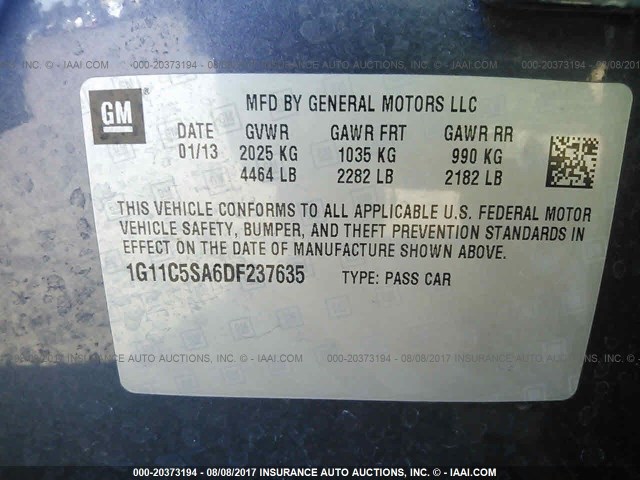 GM
MFD BY GENERAL MOTORS LLC
DATE GVWR GAWR FRT GAWR RR
01/13 2025 KG 1035 KG 990 KG
4464 LB 2282 LB 2182 LB
THIS VEHICLE CONFORMS TO ALL APPLICABLE U.S. FEDERAL MOTOR
VEHICLE SAFETY, BUMPER, AND THEFT PREVENTION STANDARDS IN
EFFECT ON THE DATE OF MANUFACTURE SHOWN ABOVE.
1G11C5SA6DF237635 TYPE: PASS CAR
000-20373194 - 08/08/2017 INSURANCE AUTO AUCTIONS, INC. - IAAI.COM